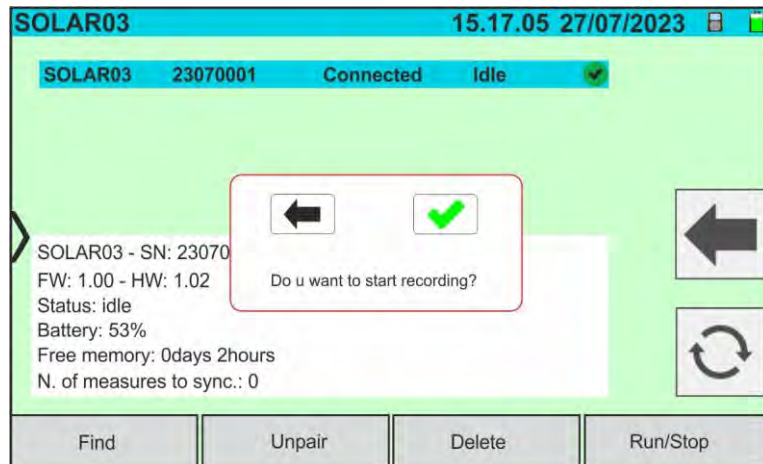 SOLAR03 15.17.05 27/07/2023
SOLAR03 23070001 Connected Idle
Do u want to start recording?
SOLAR03 - SN: 23070
FW: 1.00 - HW: 1.02
Status: idle
Battery: 53%
Free memory: 0days 2hours
N. of measures to sync.: 0
Find Unpair Delete Run/Stop